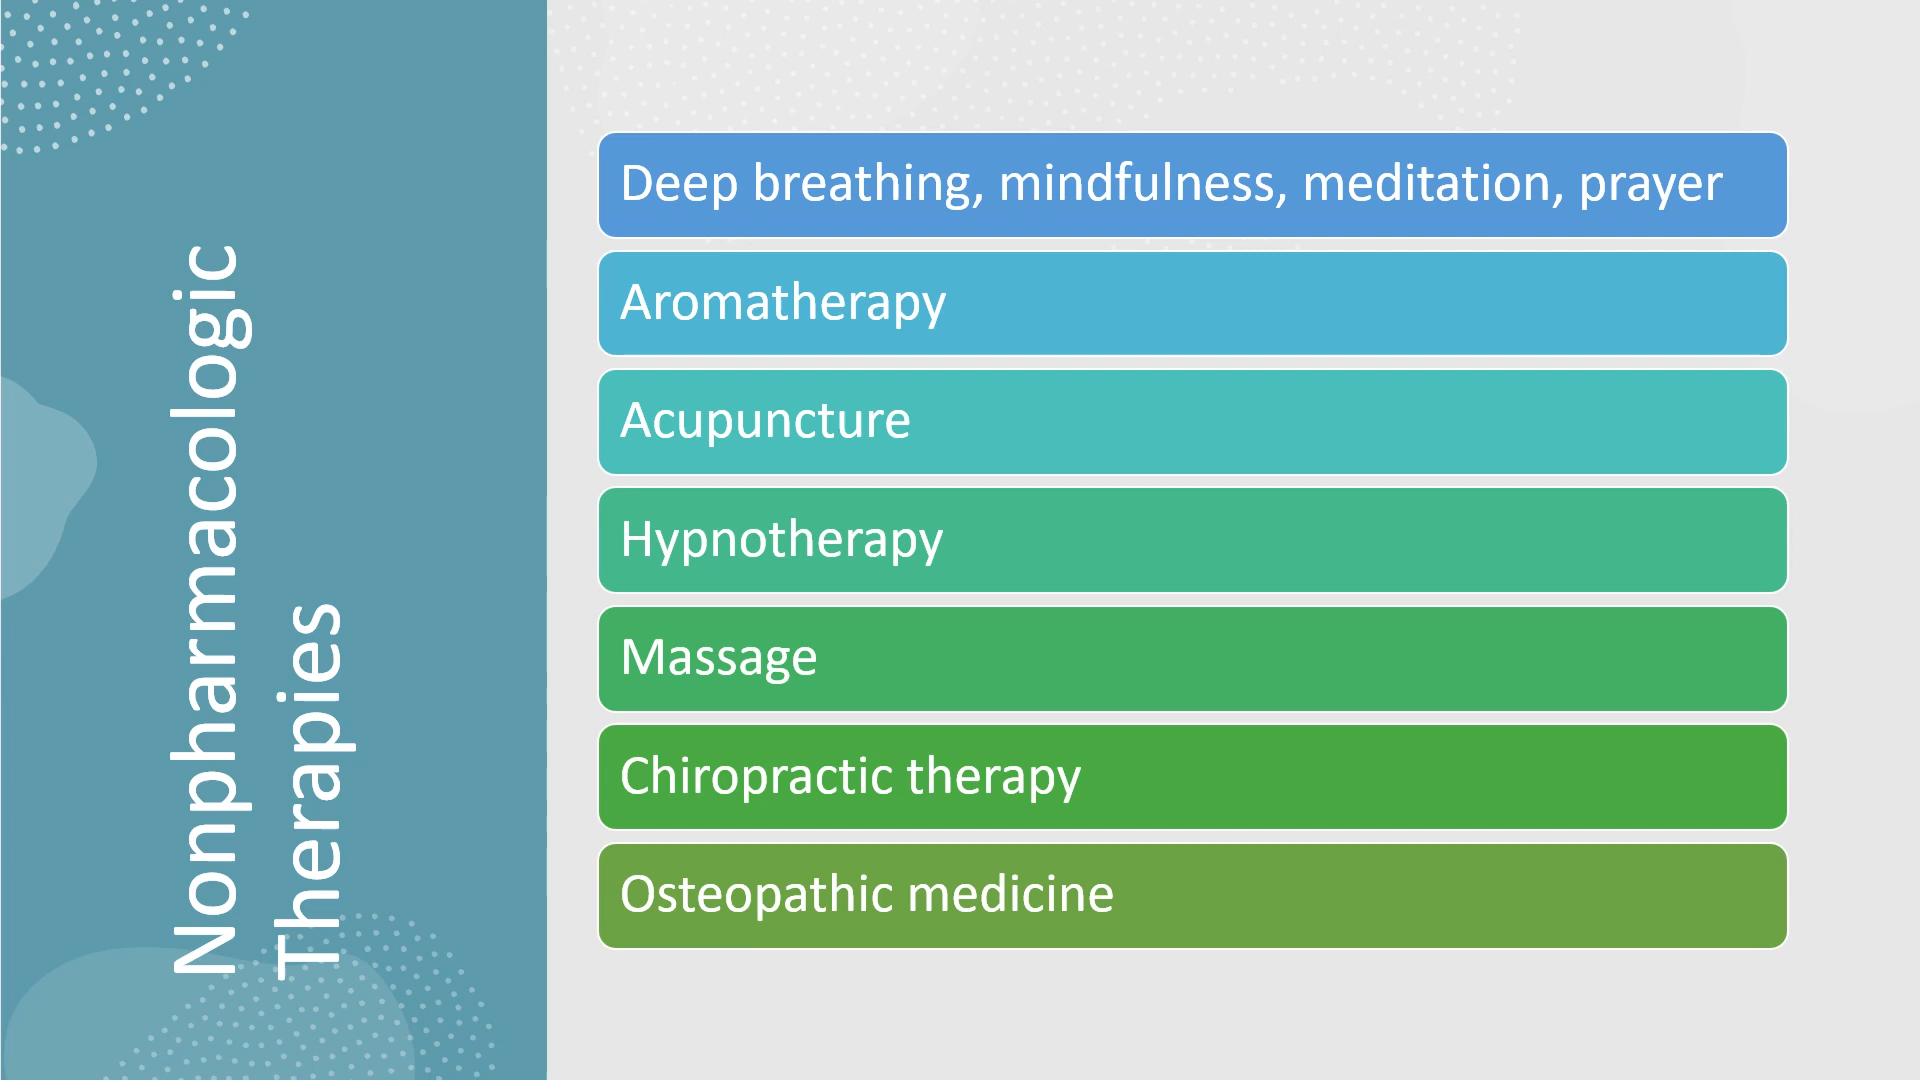 Nonpharmacologic
Therapies
Deep breathing, mindfulness, meditation, prayer
Aromatherapy
Acupuncture
Hypnotherapy
Massage
Chiropractic therapy
Osteopathic medicine